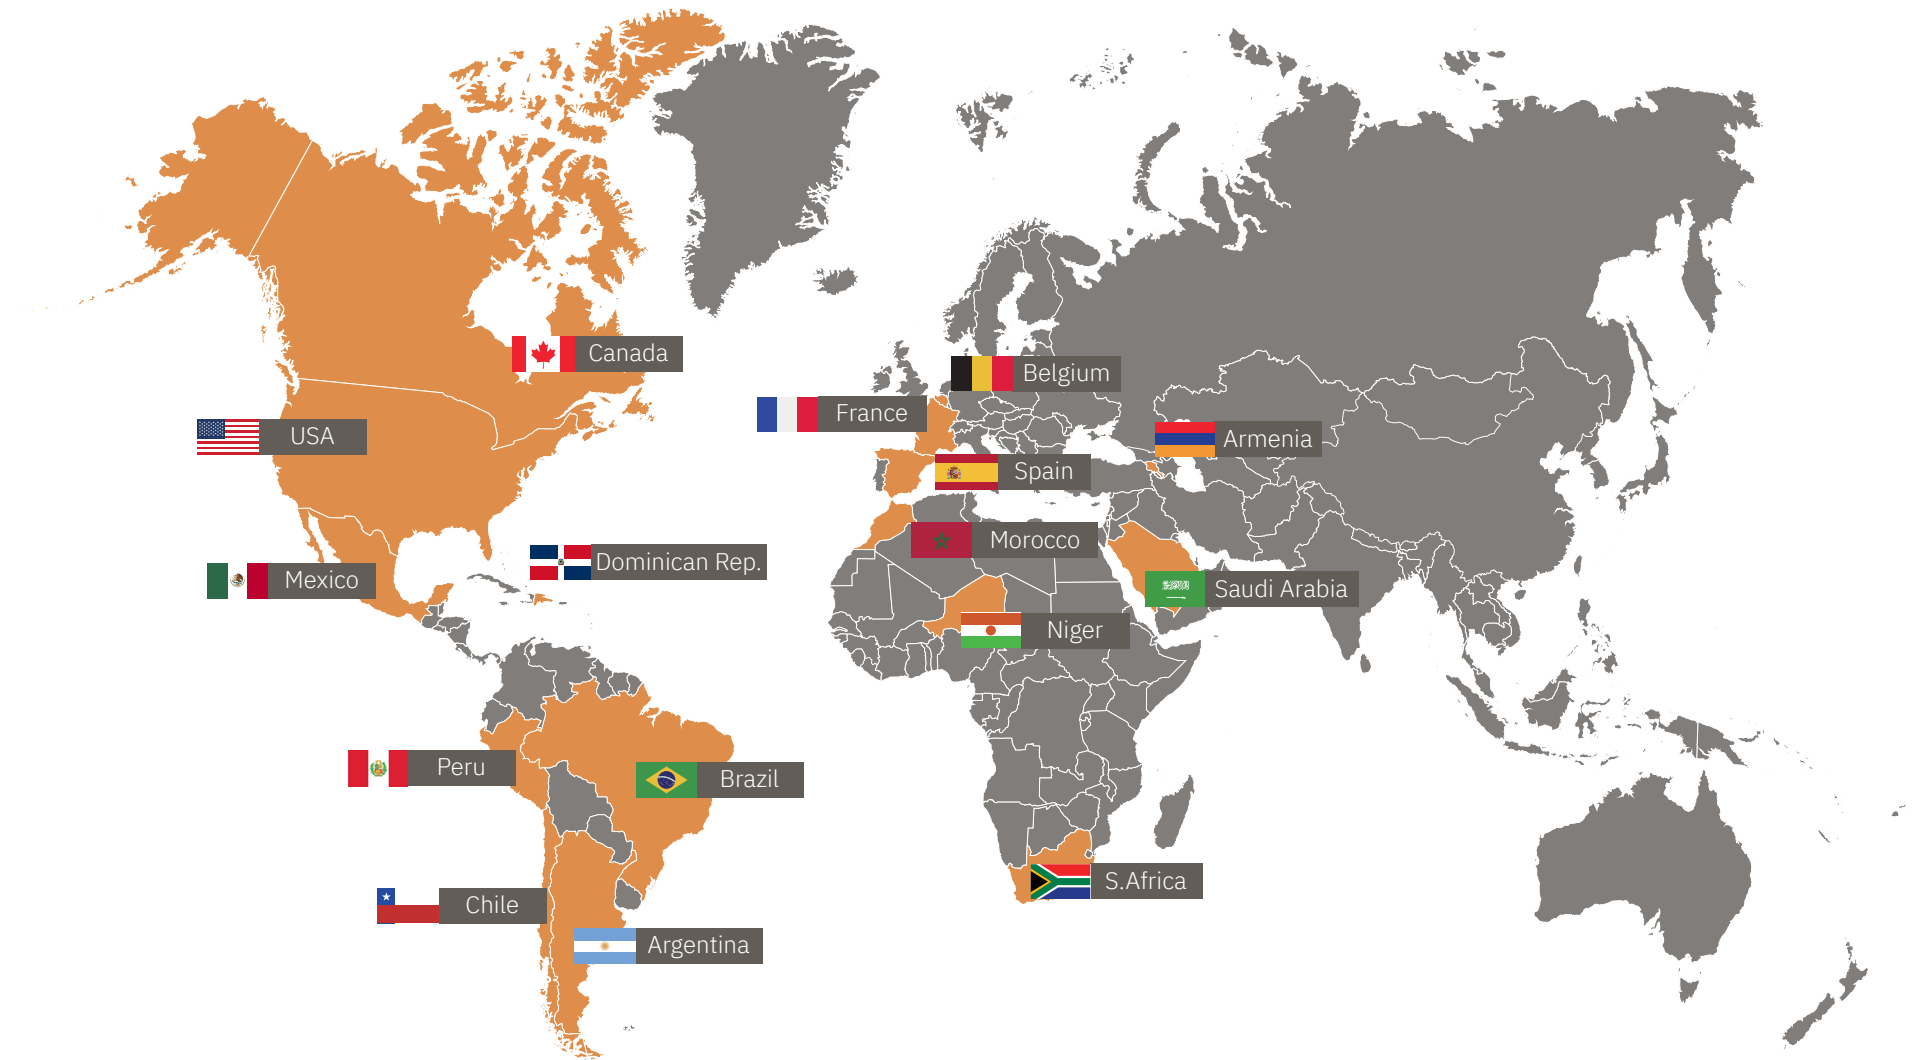 Canada
Belgium
France
USA
Armenia
Spain
Morocco
Dominican Rep.
Mexico
Saudi Arabia
Niger
Peru
Brazil
S.Africa
Chile
Argentina